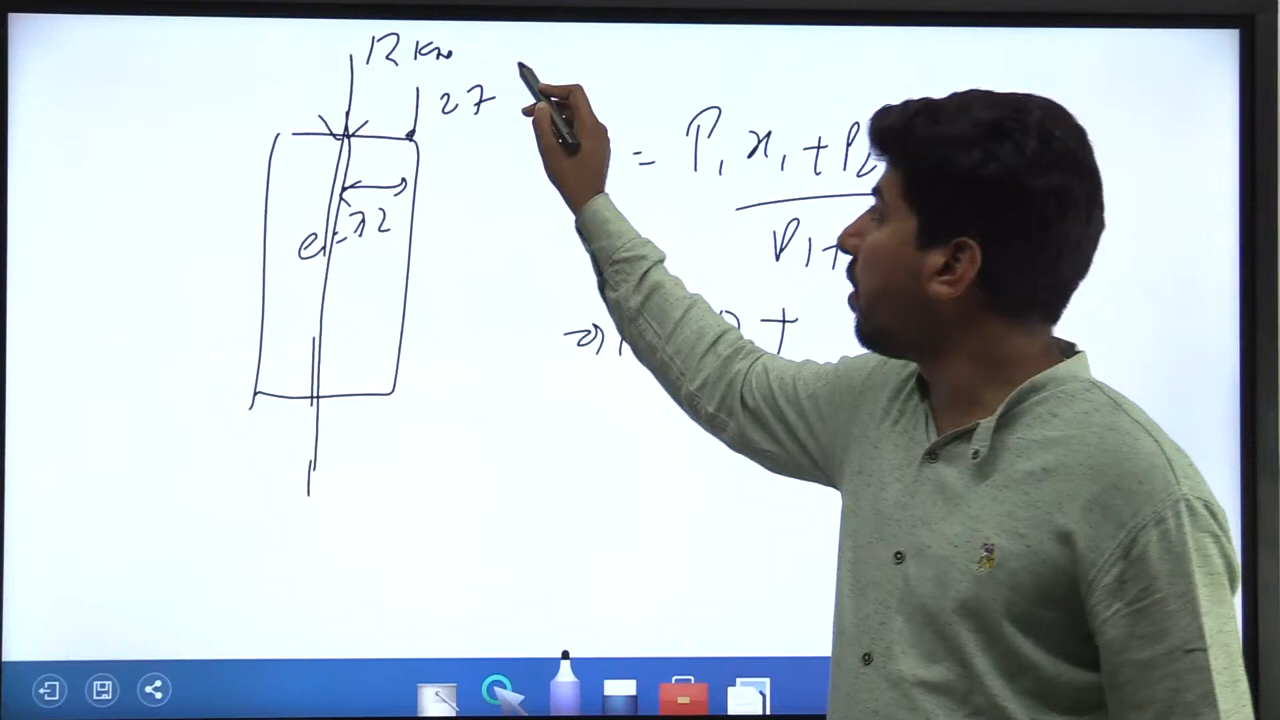 12 KN
27
= P₁ x₁ + P₂
P₁ +
e = x2
+